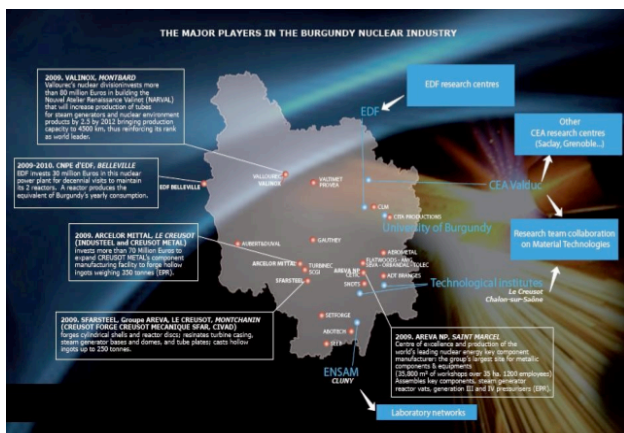 THE MAJOR PLAYERS IN THE BURGUNDY NUCLEAR INDUSTRY
2009. VALINOX, MONTBARD
Vallourec's nuclear division invests more
than 80 million Euros in building the
Nouvel Atelier Renaissance Valinot (NARVAL)
that will increase production of tubes
for steam generators and nuclear environment
products by 2.5 by 2012 bringing production
capacity to 4500 km, thus reinforcing its rank
as world leader.
EDF research centres
EDF
Other
CEA research centres
(Saclay, Grenoble...)
2009-2010. CNPE d'EDF, BELLEVILLE
EDF invests 30 million Euros in this nuclear
power plant for decennial visits to maintain
its 2 reactors. A reactor produces the
equivalent of Burgundy's yearly consumption.
EDF BELLEVILLE
VALLOUREC
VALINOX
VALTIMET
CEA Valduc
CLM
PRODUCTIONS
University of Burgundy
Research team collaboration
on Material Technologies
2009. ARCELOR MITTAL, LE CREUSOT
(INDUSTEEL and CREUSOT METAL)
invests more than 70 Million Euros to
expand CREUSOT METAL's component
manufacturing facility to forge hollow
ingots weighing 350 tonnes (EPR).
AUBERT&DUVAL
GAUTHEY
ARCELOR MITTAL
SCGI
SFARSTEEL
AREVA NP
Technological institutes
Le Creusot
Chalon-sur-Saône
2009. SFARSTEEL, Groupe AREVA, LE CREUSOT, MONTCHANIN
(CREUSOT FORGE CREUSOT MECANIQUE SFAR, CIVAD)
forges cylindrical shells and reactor discs; resinates turbine casing,
steam generator bases and domes, and tube plates; casts hollow
ingots up to 250 tonnes.
SETFORGE
ABOTECH
ENSAM
CLUNY
2009. AREVA NP, SAINT MARCEL
Centre of excellence and production of the
world's leading nuclear energy key component
manufacturer: the group's largest site for metallic
components & equipments
(35,800 m² of workshops over 35 ha. 1200 employees)
Assembles key components, steam generator
reactor vats, generation III and IV pressurisers (EPR).
Laboratory networks